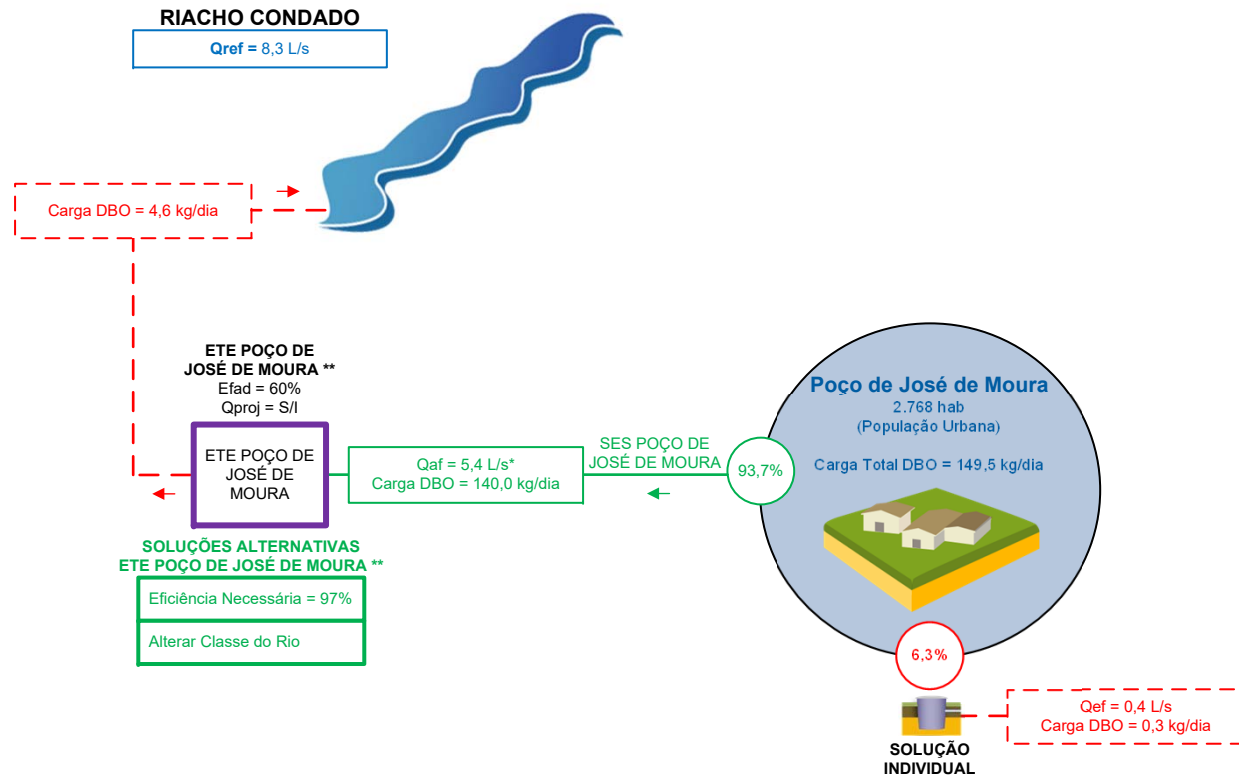 RIACHO CONDADO
Qref = 8,3 L/s
Carga DBO = 4,6 kg/dia
ETE POÇO DE
JOSÉ DE MOURA **
Efad = 60%
Qproj = S/I
ETE POÇO DE
JOSÉ DE
MOURA
Qaf = 5,4 L/s*
Carga DBO = 140,0 kg/dia
SES POÇO DE
JOSÉ DE MOURA
93,7%
Poço de José de Moura
2.768 hab
(População Urbana)
Carga Total DBO = 149,5 kg/dia
SOLUÇÕES ALTERNATIVAS
ETE POÇO DE JOSÉ DE MOURA **
Eficiência Necessária = 97%
Alterar Classe do Rio
6,3%
Qef = 0,4 L/s
Carga DBO = 0,3 kg/dia
SOLUÇÃO
INDIVIDUAL